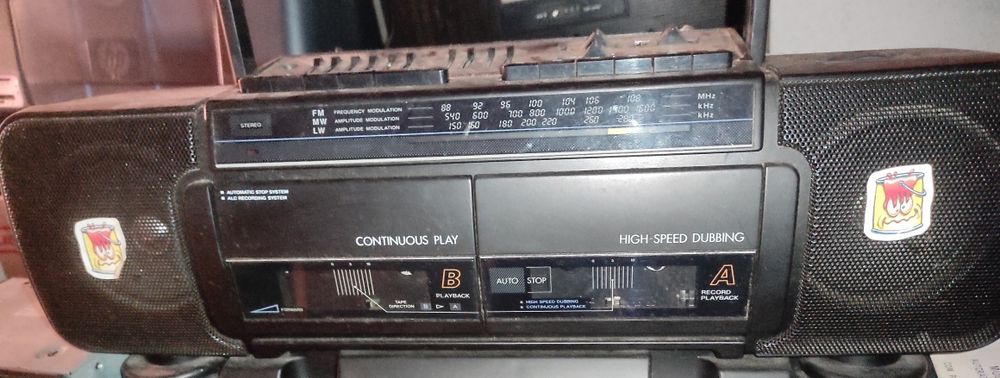 hp
STEREO
FM FREQUENCY MODULATION 88 92 96 100 104 106 108 MHz
MW AMPLITUDE MODULATION 540 600 700 800 1000 1200 1400 1600 kHz
LW AMPLITUDE MODULATION 150 160 180 200 220 260 280 kHz
AUTOMATIC STOP SYSTEM
ALC RECORDING SYSTEM
CONTINUOUS PLAY
HIGH-SPEED DUBBING
B
PLAYBACK
TAPE
DIRECTION B A
FORWARD
AUTO STOP
A
RECORD
PLAYBACK
HIGH SPEED DUBBING
CONTINUOUS PLAYBACK